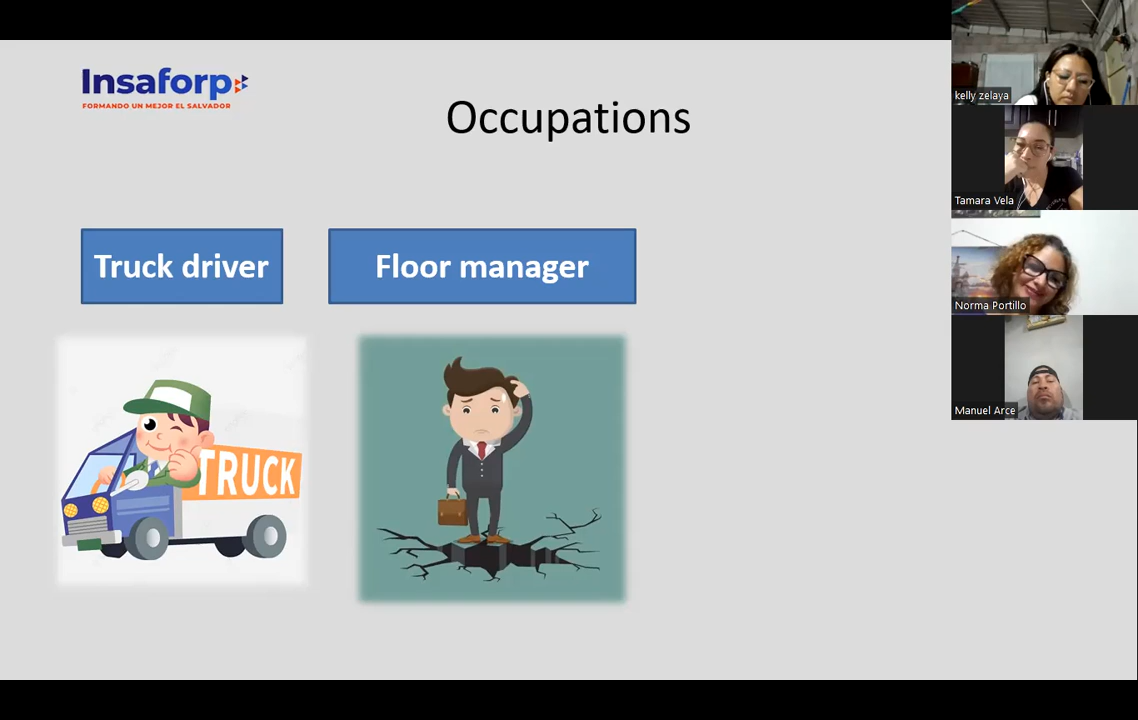 Insaforp
FORMANDO UN MEJOR EL SALVADOR
Occupations
Truck driver
Floor manager
TRUCK
kelly zelaya
Tamara Vela
Norma Portillo
Manuel Arce